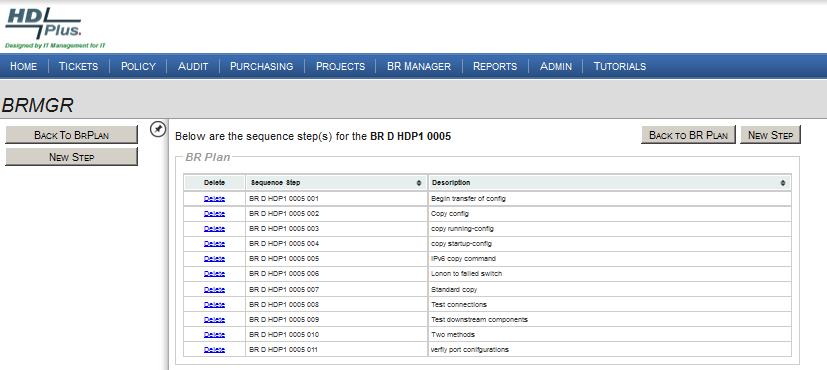 HD
Plus.
Designed by IT Management for IT
HOME TICKETS POLICY AUDIT PURCHASING PROJECTS BR MANAGER REPORTS ADMIN TUTORIALS
BRMGR
BACK TO BRPLAN
NEW STEP
Below are the sequence step(s) for the BR D HDP1 0005
BACK TO BR PLAN NEW STEP
BR Plan
Delete Sequence Step Description
Delete BR D HDP1 0005 001 Begin transfer of config
Delete BR D HDP1 0005 002 Copy config
Delete BR D HDP1 0005 003 copy running-config
Delete BR D HDP1 0005 004 copy startup-config
Delete BR D HDP1 0005 005 IPv6 copy command
Delete BR D HDP1 0005 006 Lonon to failed switch
Delete BR D HDP1 0005 007 Standard copy
Delete BR D HDP1 0005 008 Test connections
Delete BR D HDP1 0005 009 Test downstream components
Delete BR D HDP1 0005 010 Two methods
Delete BR D HDP1 0005 011 verfiy port conifgurations